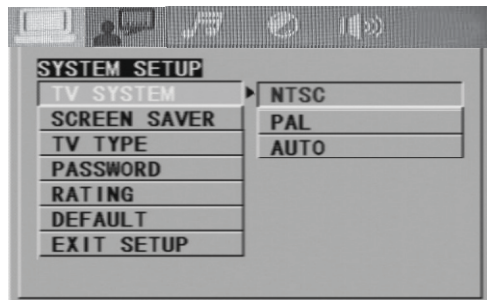 SYSTEM SETUP
TV SYSTEM
NTSC
SCREEN SAVER
PAL
TV TYPE
AUTO
PASSWORD
RATING
DEFAULT
EXIT SETUP